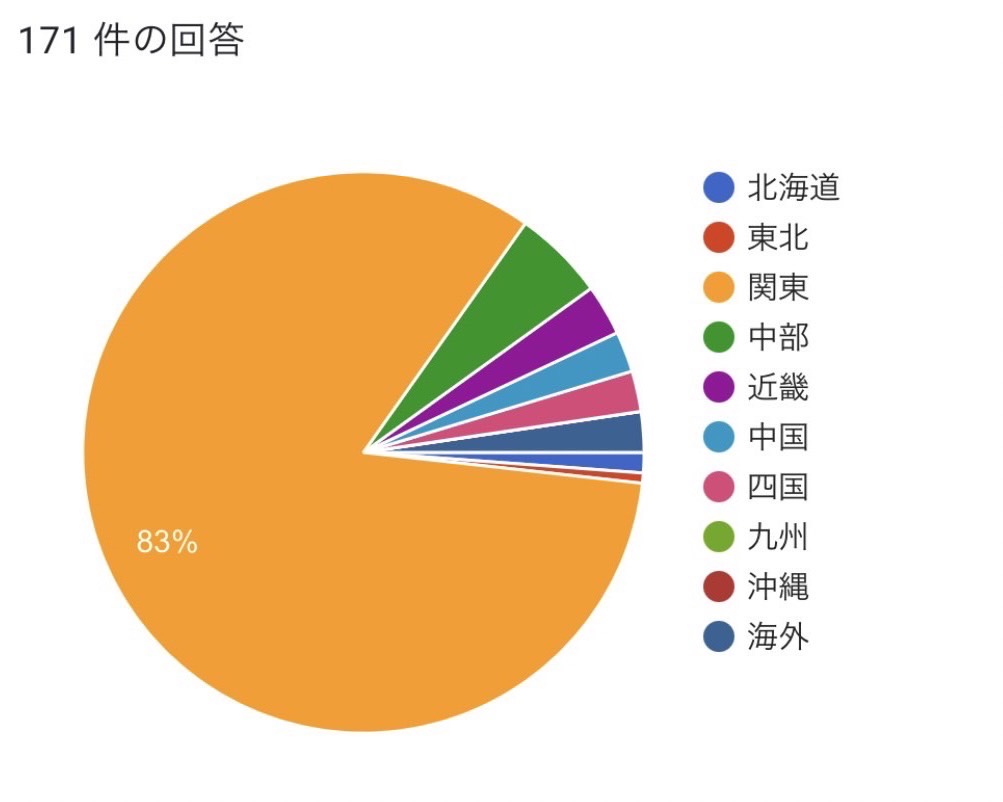 171 件の回答
北海道
東北
関東
中部
近畿
中国
四国
九州
沖縄
海外
83%